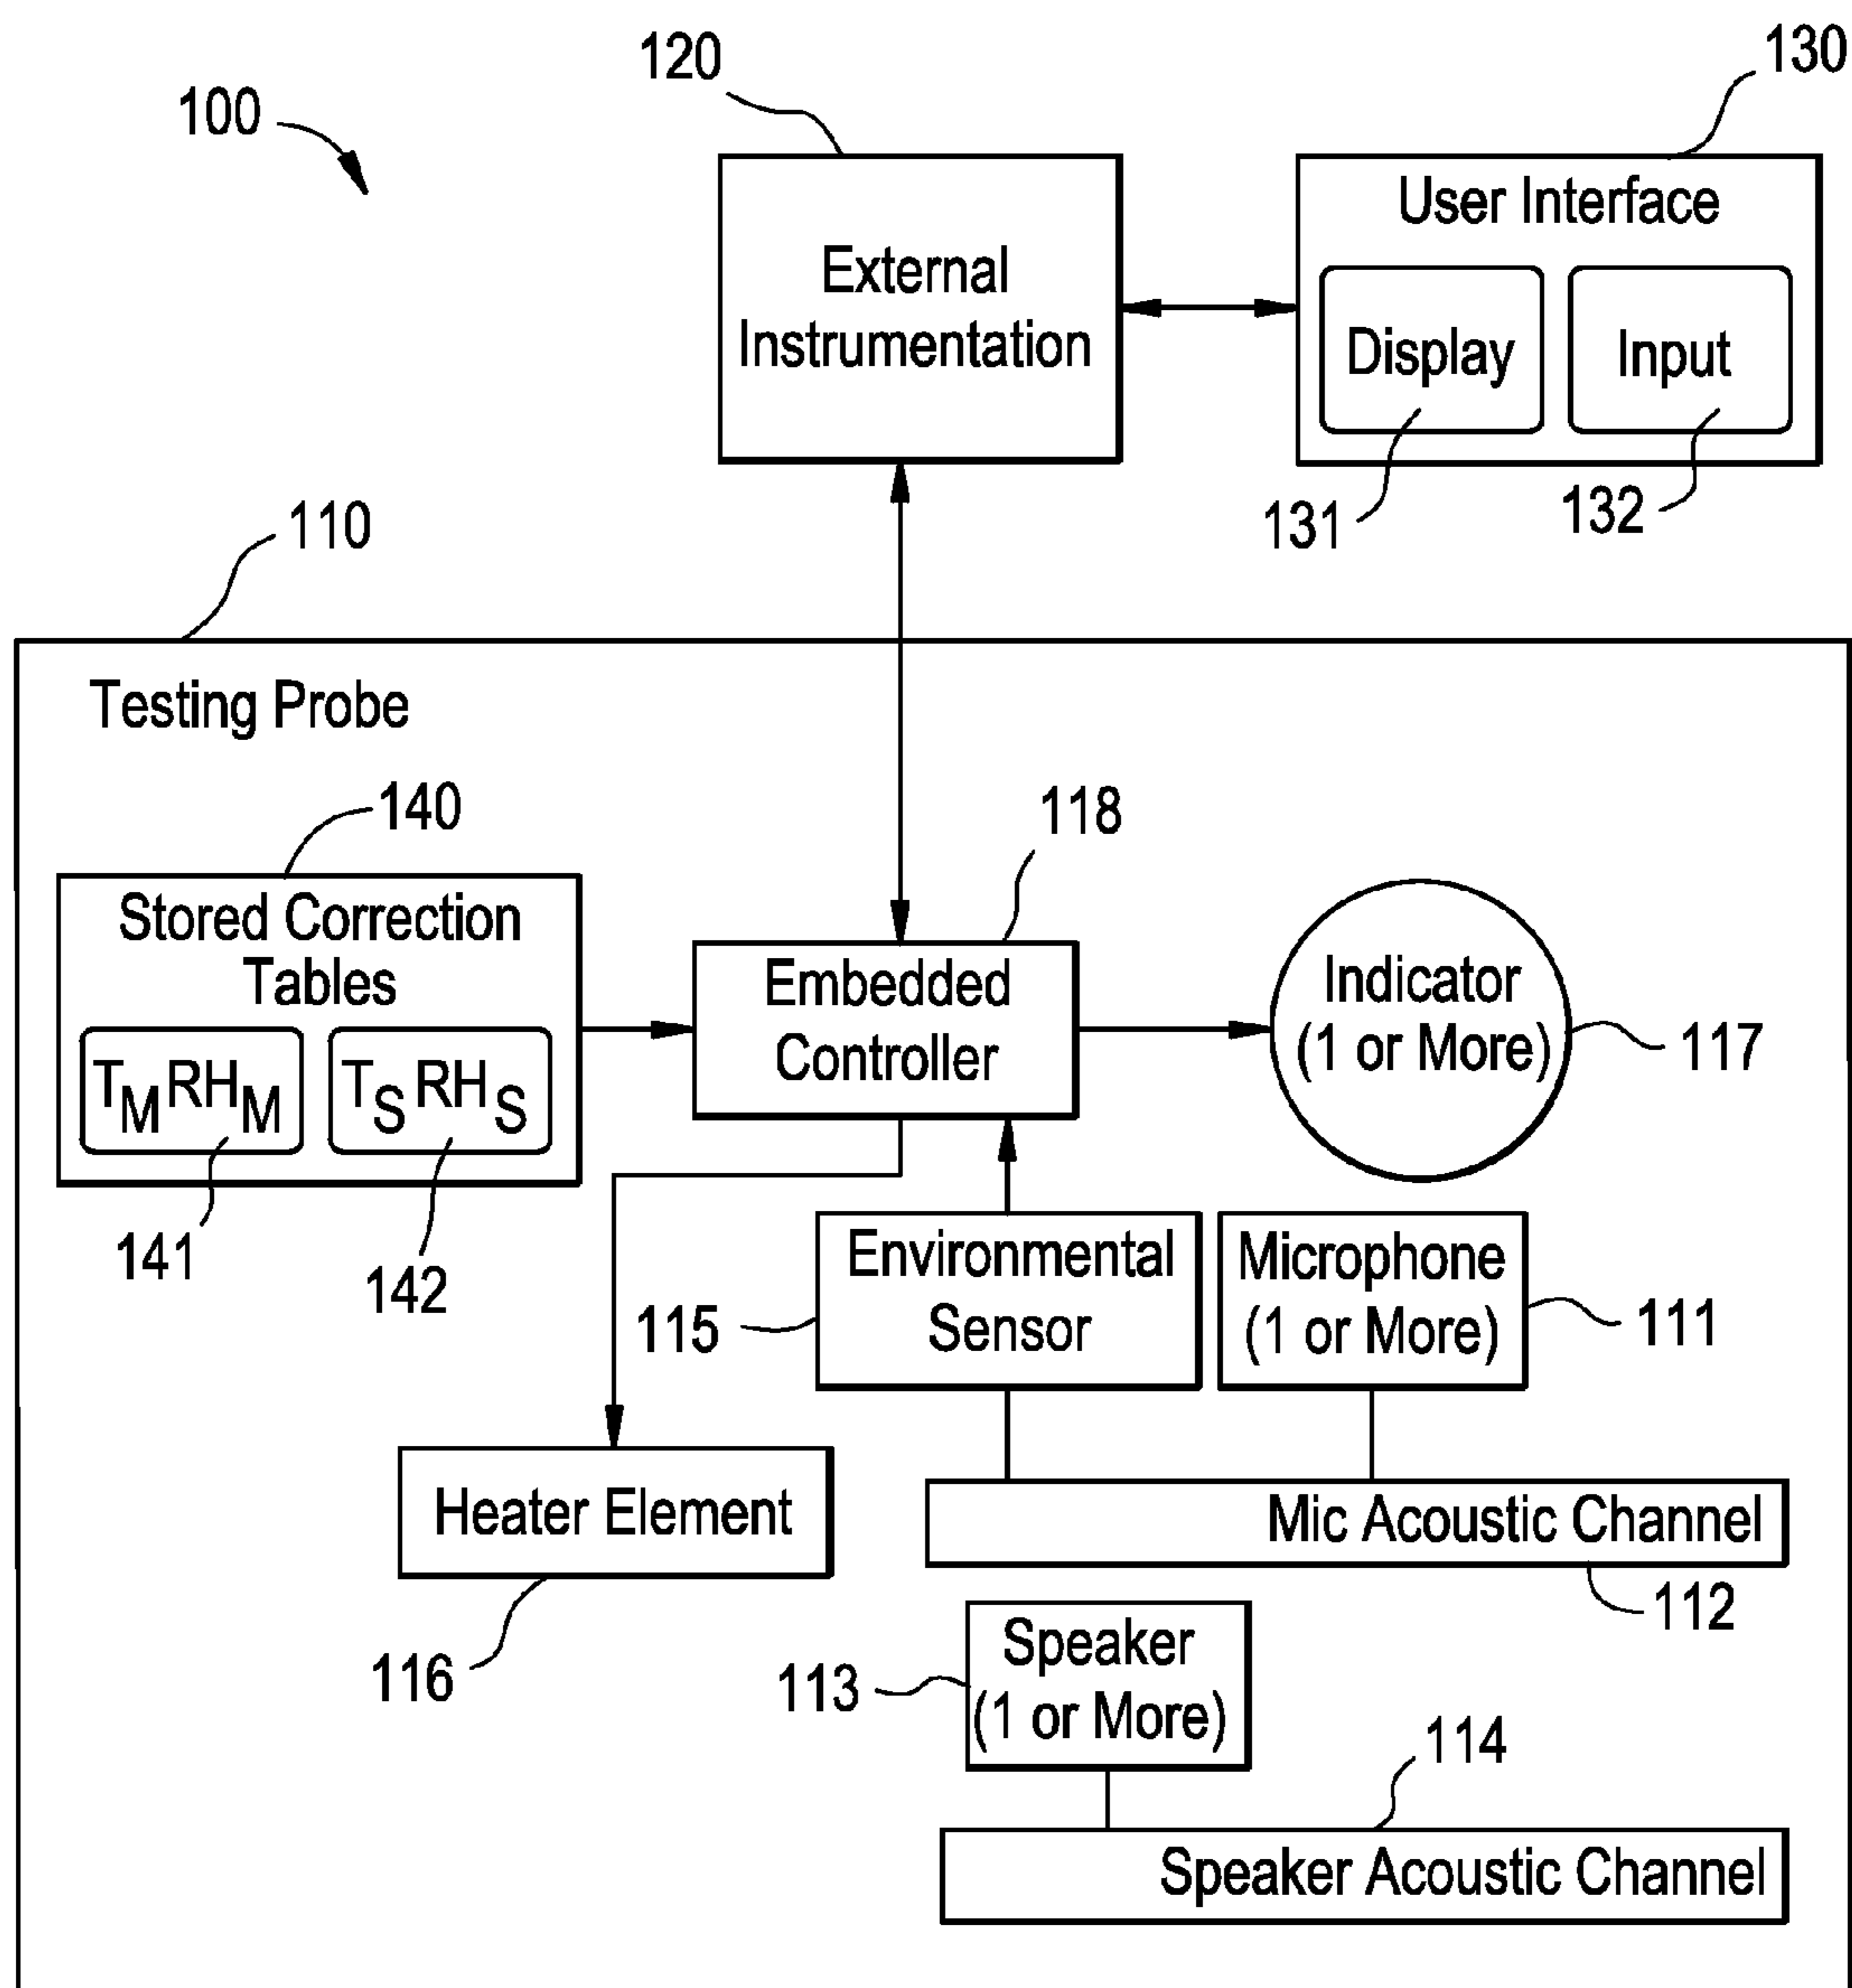 120
130
100
User Interface
External
Instrumentation
Display
Input
131
132
110
Testing Probe
140
118
Stored Correction
Tables
Embedded
Controller
Indicator
(1 or More)
117
TMRHM
TS RHS
141
142
Environmental
Sensor
115
Microphone
(1 or More)
111
Heater Element
116
Mic Acoustic Channel
112
Speaker
(1 or More)
113
114
Speaker Acoustic Channel